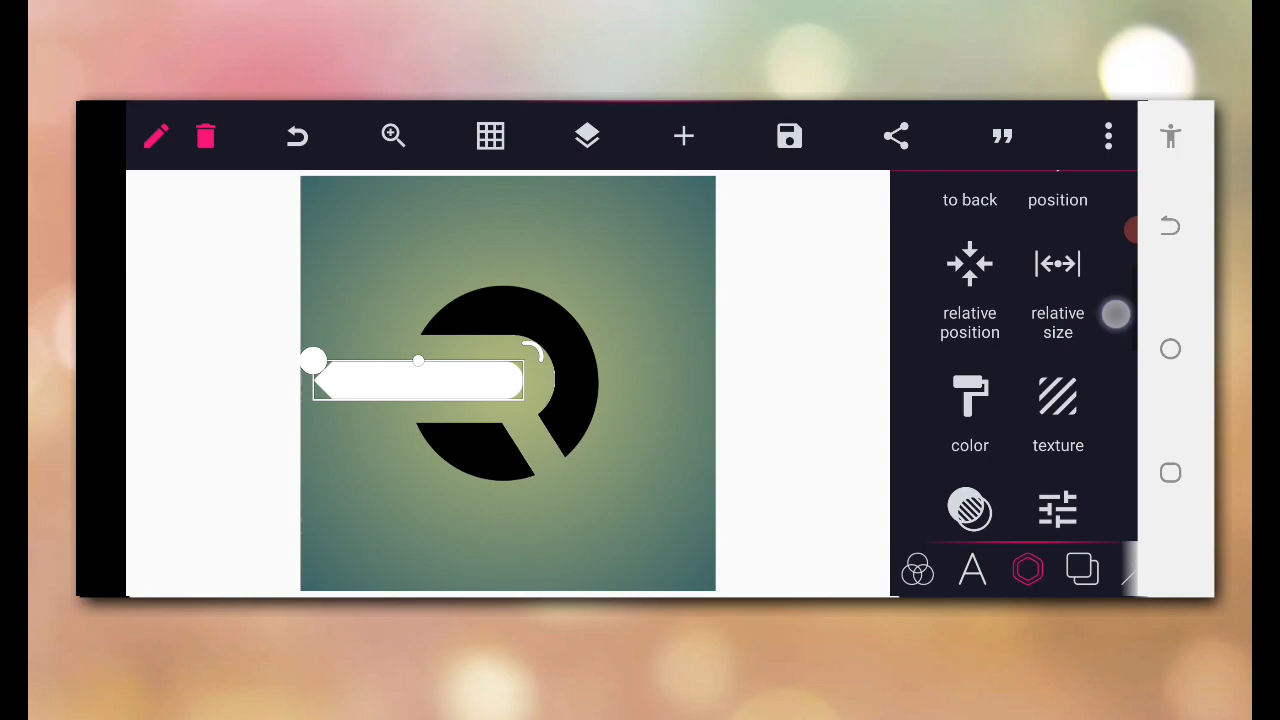 to back
position
relative
position
relative
size
color
texture